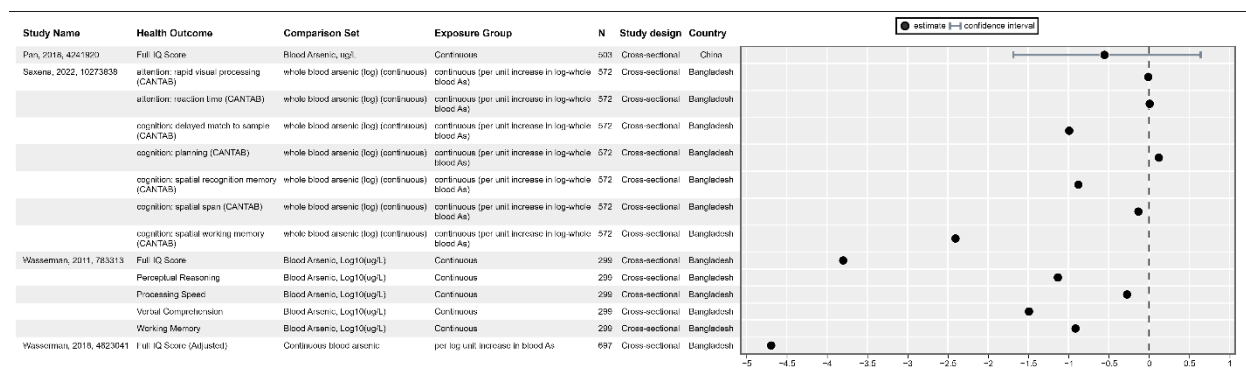 estimate confidence interval
Study Name Health Outcome Comparison Set Exposure Group N Study design Country
Pan, 2018, 4241920 Full IQ Score Blood Arsenic, ug/L Continuous 503 Cross-sectional China
Saxena, 2022, 10273838 attention: rapid visual processing whole blood arsenic (log) (continuous) continuous (per unit increase in log-whole 572 Cross-sectional Bangladesh
(CANTAB) blood As)
attention: reaction time (CANTAB) whole blood arsenic (log) (continuous) continuous (per unit increase in log-whole 572 Cross-sectional Bangladesh
blood As)
cognition: delayed match to sample whole blood arsenic (log) (continuous) continuous (per unit increase in log-whole 572 Cross-sectional Bangladesh
(CANTAB) blood As)
cognition: planning (CANTAB) whole blood arsenic (log) (continuous) continuous (per unit increase in log-whole 572 Cross-sectional Bangladesh
blood As)
cognition: spatial recognition memory whole blood arsenic (log) (continuous) continuous (per unit increase in log-whole 572 Cross-sectional Bangladesh
(CANTAB) blood As)
cognition: spatial span (CANTAB) whole blood arsenic (log) (continuous) continuous (per unit increase in log-whole 572 Cross-sectional Bangladesh
blood As)
cognition: spatial working memory whole blood arsenic (log) (continuous) continuous (per unit increase in log-whole 572 Cross-sectional Bangladesh
(CANTAB) blood As)
Wasserman, 2011, 783313 Full IQ Score Blood Arsenic, Log10(ug/L) Continuous 299 Cross-sectional Bangladesh
Perceptual Reasoning Blood Arsenic, Log10(ug/L) Continuous 299 Cross-sectional Bangladesh
Processing Speed Blood Arsenic, Log10(ug/L) Continuous 299 Cross-sectional Bangladesh
Verbal Comprehension Blood Arsenic, Log10(ug/L) Continuous 299 Cross-sectional Bangladesh
Working Memory Blood Arsenic, Log10(ug/L) Continuous 299 Cross-sectional Bangladesh
Wasserman, 2018, 4823041 Full IQ Score (Adjusted) Continuous blood arsenic per log unit increase in blood As 697 Cross-sectional Bangladesh
-5 -4.5 -4 -3.5 -3 -2.5 -2 -1.5 -1 -0.5 0 0.5 1